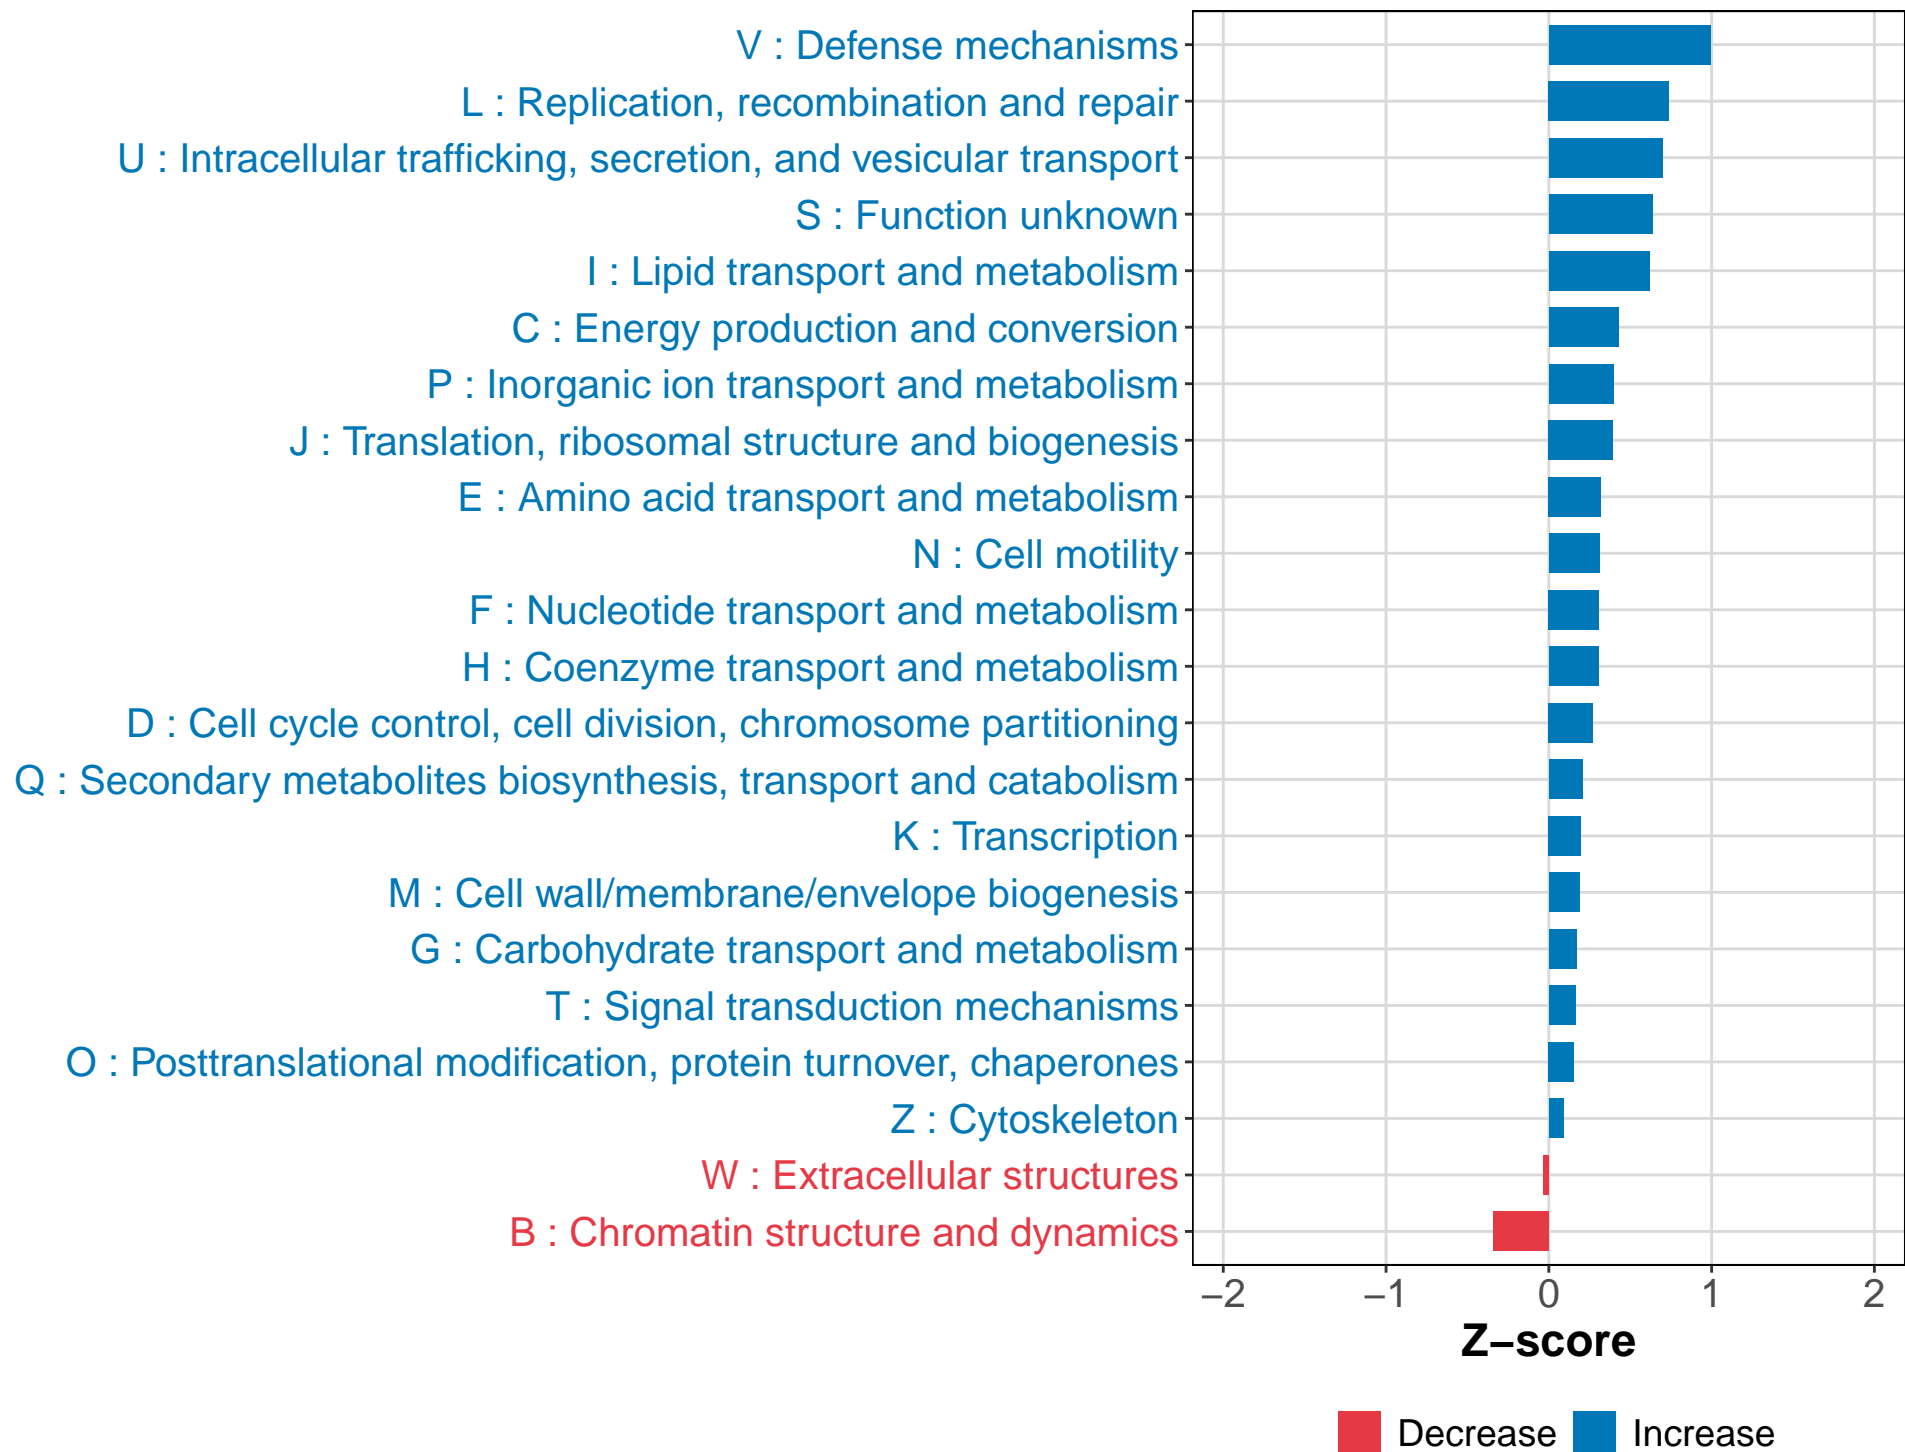 V : Defense mechanisms
L : Replication, recombination and repair
U : Intracellular trafficking, secretion, and vesicular transport
S : Function unknown
I : Lipid transport and metabolism
C : Energy production and conversion
P : Inorganic ion transport and metabolism
J : Translation, ribosomal structure and biogenesis
E : Amino acid transport and metabolism
N : Cell motility
F : Nucleotide transport and metabolism
H : Coenzyme transport and metabolism
D : Cell cycle control, cell division, chromosome partitioning
Q : Secondary metabolites biosynthesis, transport and catabolism
K : Transcription
M : Cell wall/membrane/envelope biogenesis
G : Carbohydrate transport and metabolism
T : Signal transduction mechanisms
O : Posttranslational modification, protein turnover, chaperones
Z : Cytoskeleton
W : Extracellular structures
B : Chromatin structure and dynamics
−2 −1 0 1 2
Z−score
Decrease Increase